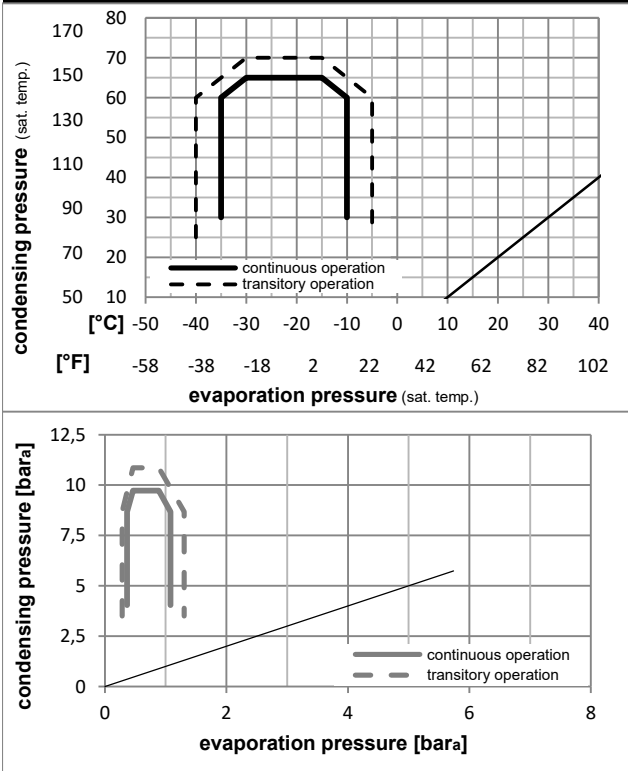 170 80
70
150 60
130 50
110 40
90 30
70 20
50 10
condensing pressure (sat. temp.)
continuous operation
transitory operation
[°C] -50 -40 -30 -20 -10 0 10 20 30 40
[°F] -58 -38 -18 2 22 42 62 82 102
evaporation pressure (sat. temp.)
12,5
10
7,5
5
2,5
0
condensing pressure [bara]
continuous operation
transitory operation
0 2 4 6 8
evaporation pressure [bara]